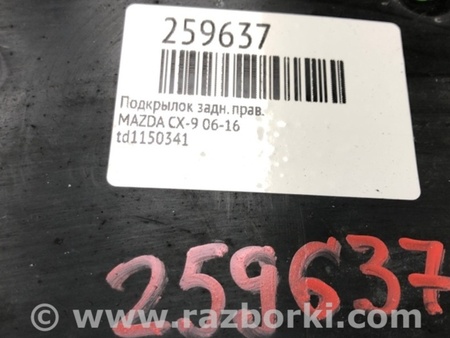 259637
Подкрылок задн. прав.
MAZDA CX-9 06-16
td1150341
259637
© www.razborki.com